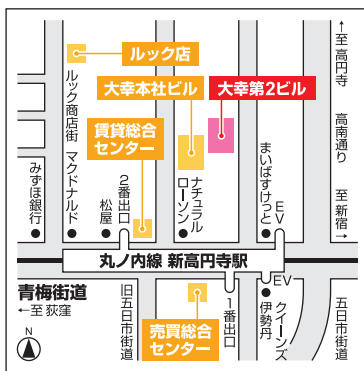 ルック店
大幸本社ビル
大幸第2ビル
賃貸総合
センター
←至高円寺
高南通り
至新宿→
ルック商店街
マクドナルド
みずほ銀行
松屋
2番出口
ナチュラル
ローソン
まいばすけっと
EV
丸ノ内線 新高円寺駅
青梅街道
←至 荻窪
旧五日市街道
売買総合
センター
1番出口
EV
クイーンズ
伊勢丹
五日市街道
N